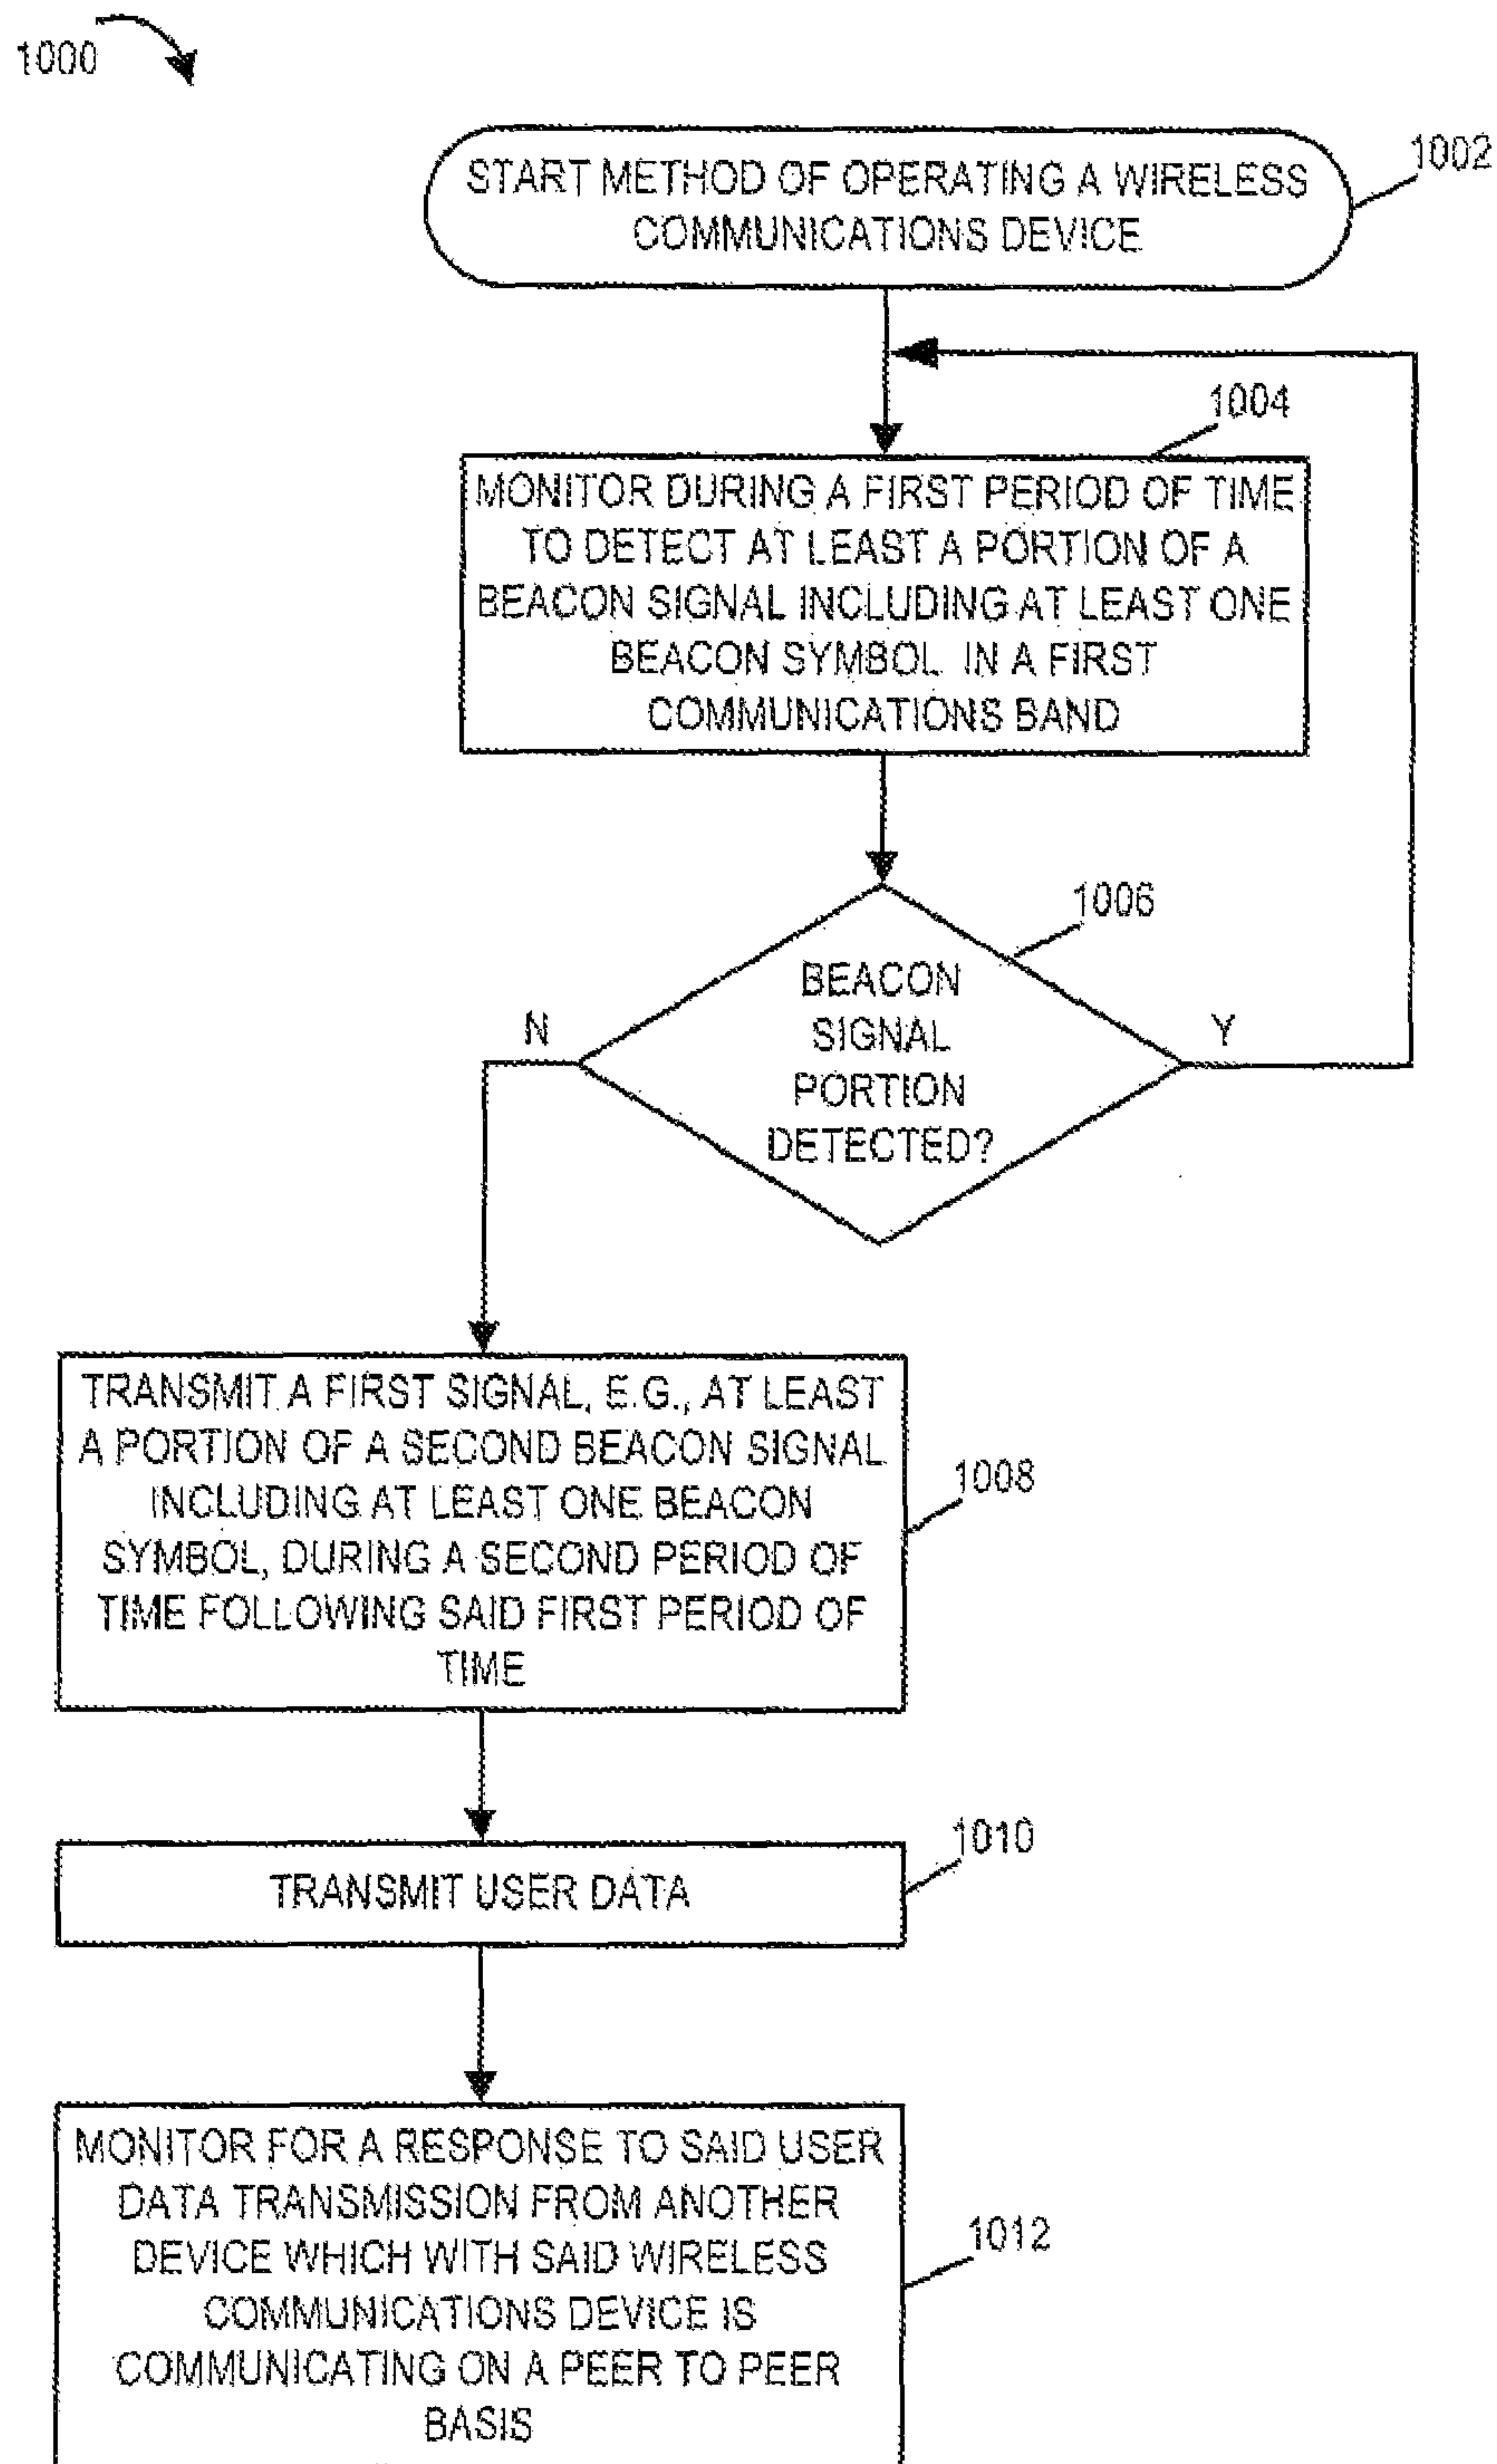 1000
START METHOD OF OPERATING A WIRELESS
COMMUNICATIONS DEVICE
1002
1004
MONITOR DURING A FIRST PERIOD OF TIME
TO DETECT AT LEAST A PORTION OF A
BEACON SIGNAL INCLUDING AT LEAST ONE
BEACON SYMBOL IN A FIRST
COMMUNICATIONS BAND
1006
BEACON
SIGNAL
PORTION
DETECTED?
N
Y
TRANSMIT A FIRST SIGNAL, E.G., AT LEAST
A PORTION OF A SECOND BEACON SIGNAL
INCLUDING AT LEAST ONE BEACON
SYMBOL, DURING A SECOND PERIOD OF
TIME FOLLOWING SAID FIRST PERIOD OF
TIME
1008
TRANSMIT USER DATA
1010
MONITOR FOR A RESPONSE TO SAID USER
DATA TRANSMISSION FROM ANOTHER
DEVICE WHICH WITH SAID WIRELESS
COMMUNICATIONS DEVICE IS
COMMUNICATING ON A PEER TO PEER
BASIS
1012